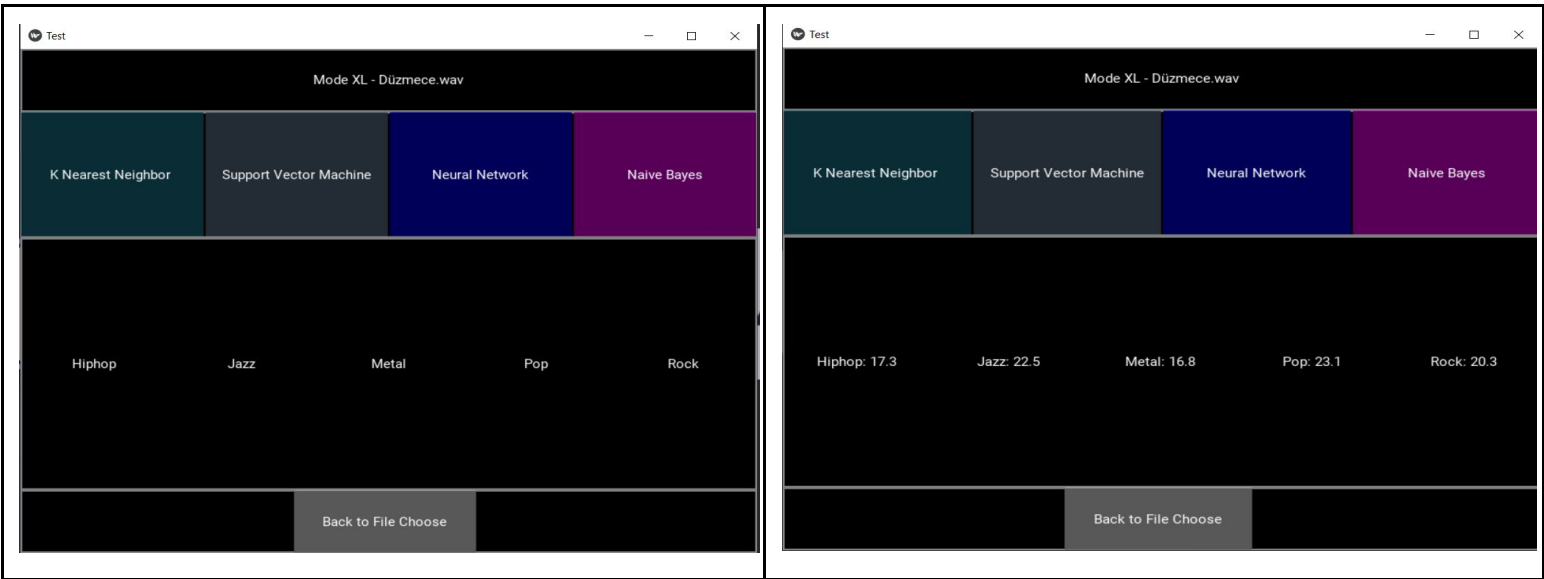 Test
Mode XL - Düzmece.wav
K Nearest Neighbor Support Vector Machine Neural Network Naive Bayes
Hiphop Jazz Metal Pop Rock
Back to File Choose
Test
Mode XL - Düzmece.wav
K Nearest Neighbor Support Vector Machine Neural Network Naive Bayes
Hiphop: 17.3 Jazz: 22.5 Metal: 16.8 Pop: 23.1 Rock: 20.3
Back to File Choose